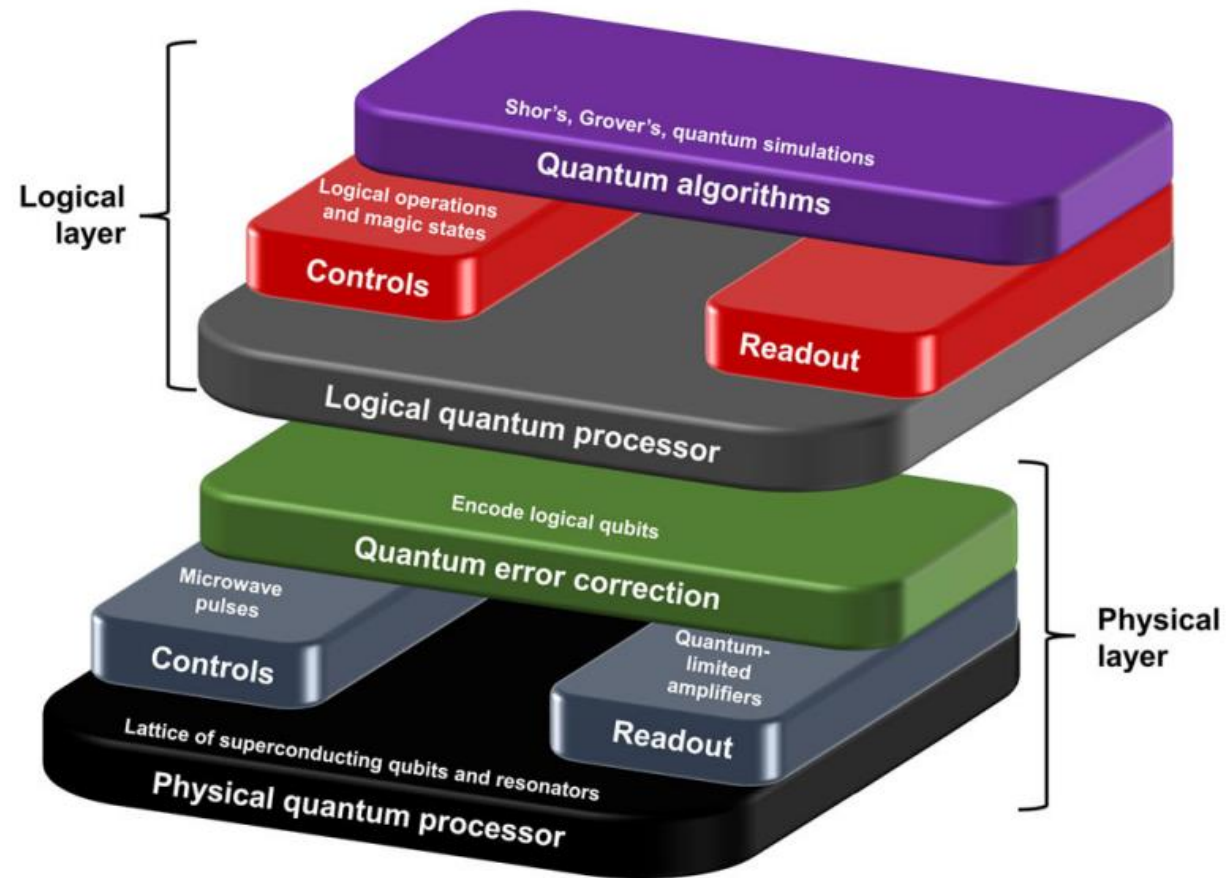 Logical
layer
Shor's, Grover's, quantum simulations
Quantum algorithms
Logical operations
and magic states
Controls
Readout
Logical quantum processor
Encode logical qubits
Quantum error correction
Microwave
pulses
Controls
Quantum-
limited
amplifiers
Readout
Lattice of superconducting qubits and resonators
Physical quantum processor
Physical
layer